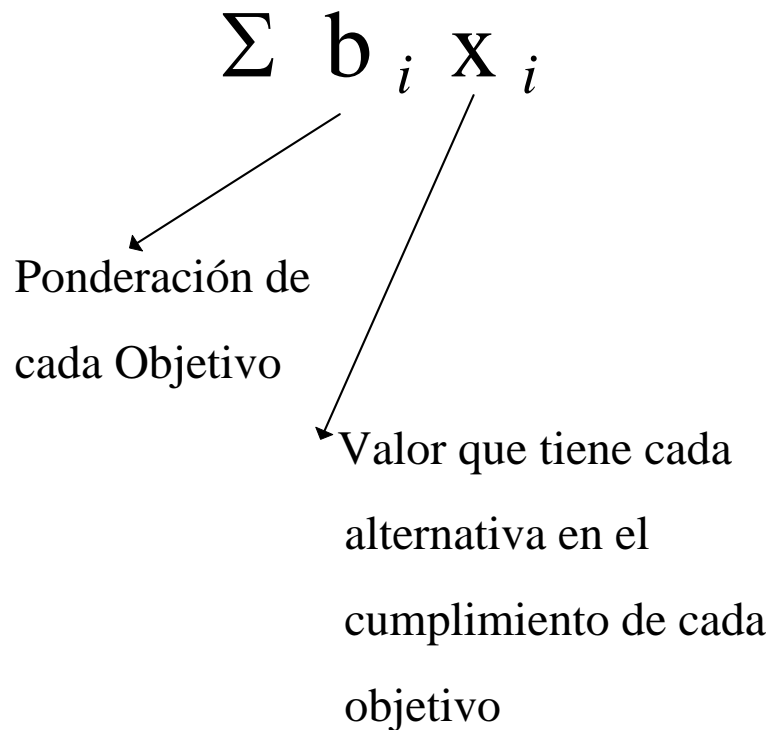 Σ b i x i
Ponderación de
cada Objetivo
Valor que tiene cada
alternativa en el
cumplimiento de cada
objetivo